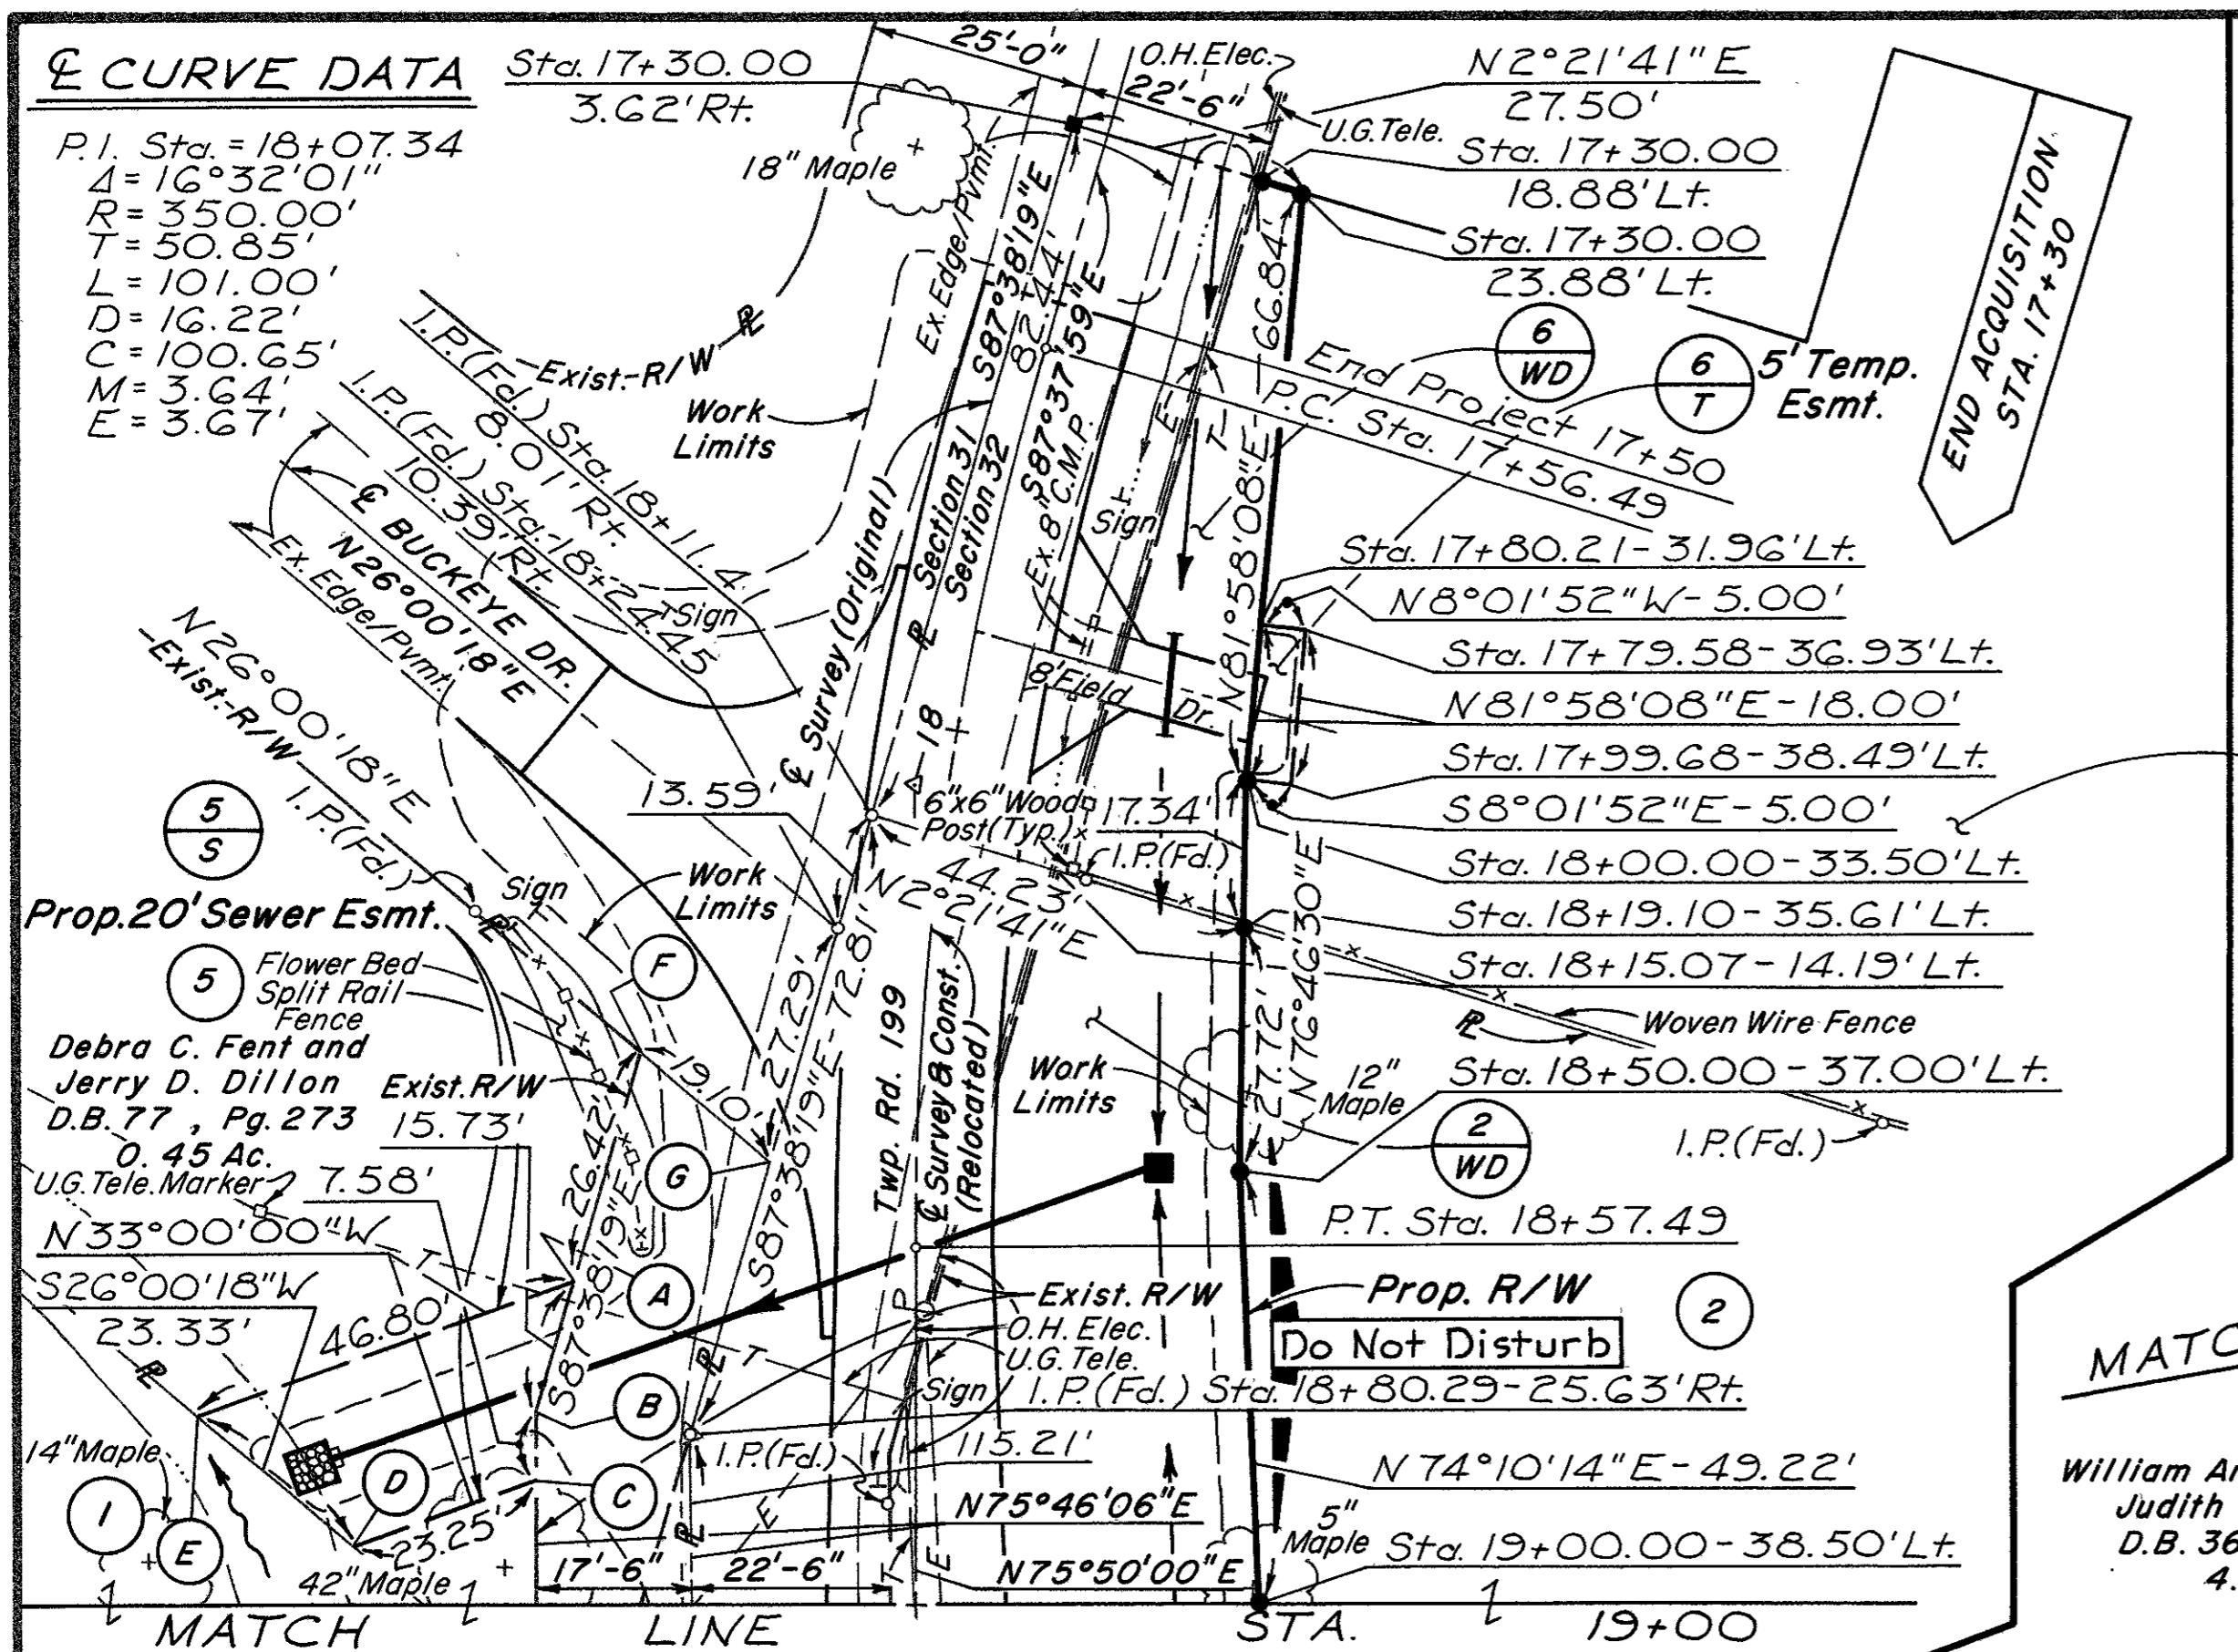 ℄ CURVE DATA
P.I. Sta. = 18+07.34
Δ = 16°32'01"
R = 350.00'
T = 50.85'
L = 101.00'
D = 16.22'
C = 100.65'
M = 3.64'
E = 3.67'
Sta. 17+30.00
3.62' Rt.
25'-0"
22'-6"
O.H. Elec.
U.G. Tele.
N 2°21'41" E
27.50'
Sta. 17+30.00
18.88' Lt.
Sta. 17+30.00
23.88' Lt.
END ACQUISITION
STA. 17+30
18" Maple
Ex. Edge/Pvmt.
Exist. R/W
℄ Survey (Original)
Work
Limits
Section 31
Section 32
S87°38'19"E
82.44'
S87°37'59"E
Ex. 8" C.M.P.
Sign
E
T
66.84'
N81°58'08"E
6
WD
6
T
5' Temp.
Esmt.
End Project 17+50
P.C. Sta. 17+56.49
I.P.(Fd.) Sta. 18+11.4
8.01' Rt.
I.P.(Fd.) Sta. 18+24.45
10.39' Rt.
℄ BUCKEYE DR.
N26°00'18"E
Ex. Edge/Pvmt.
N26°00'18"E
Exist. R/W
I.P.(Fd.)
Sign
Sta. 17+80.21-31.96' Lt.
N8°01'52"W-5.00'
Sta. 17+79.58-36.93' Lt.
N81°58'08"E-18.00'
Sta. 17+99.68-38.49' Lt.
S8°01'52"E-5.00'
Sta. 18+00.00-33.50' Lt.
Sta. 18+19.10-35.61' Lt.
Sta. 18+15.07-14.19' Lt.
8' Field
Dr.
18
6"x6" Wood
Post (Typ.)
17.34'
I.P.(Fd.)
44.23'
N2°21'41"E
13.59'
5
S
Prop. 20' Sewer Esmt.
Sign
Work
Limits
F
5
Flower Bed
Split Rail
Fence
Debra C. Fent and
Jerry D. Dillon
D.B. 77, Pg. 273
0.45 Ac.
Exist. R/W
15.73'
U.G. Tele. Marker
7.58'
N33°00'00"W
S26°00'18"W
23.33'
46.80'
26.42'
S87°38'19"E
19.10'
27.29'
S87°38'19"E-72.81'
G
Twp. Rd. 199
℄ Survey & Const.
(Relocated)
Work
Limits
27.72'
N76°46'30"E
12"
Maple
Woven Wire Fence
Sta. 18+50.00-37.00' Lt.
2
WD
I.P.(Fd.)
P.T. Sta. 18+57.49
A
P
Exist. R/W
O.H. Elec.
U.G. Tele.
Prop. R/W
2
Do Not Disturb
B
T
Sign
I.P.(Fd.) Sta. 18+80.29-25.63' Rt.
14" Maple
1
E
D
C
I.P.(Fd.)
115.21'
N75°46'06"E
N74°10'14"E-49.22'
23.25'
42" Maple
17'-6"
22'-6"
E
T
E
N75°50'00"E
5"
Maple
Sta. 19+00.00-38.50' Lt.
MATC
Judith
D.B. 36
4.
MATCH LINE STA. 19+00